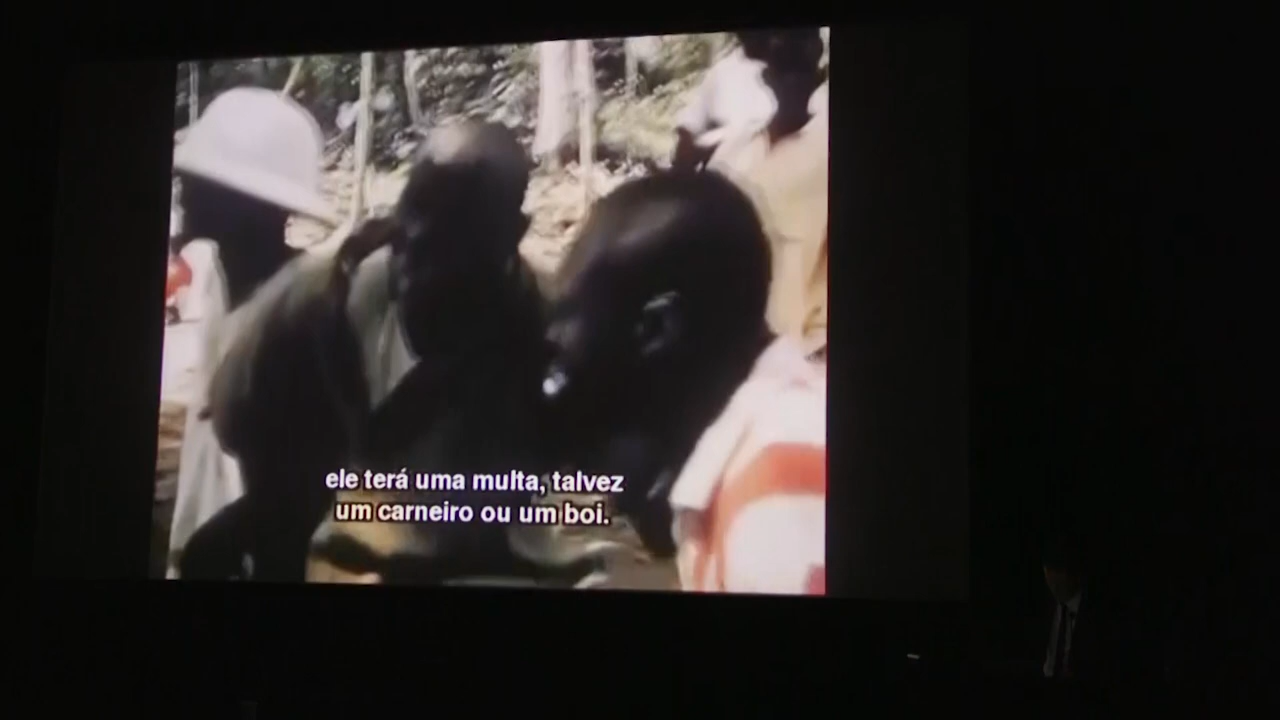 ele terá uma multa, talvez
um carneiro ou um boi.